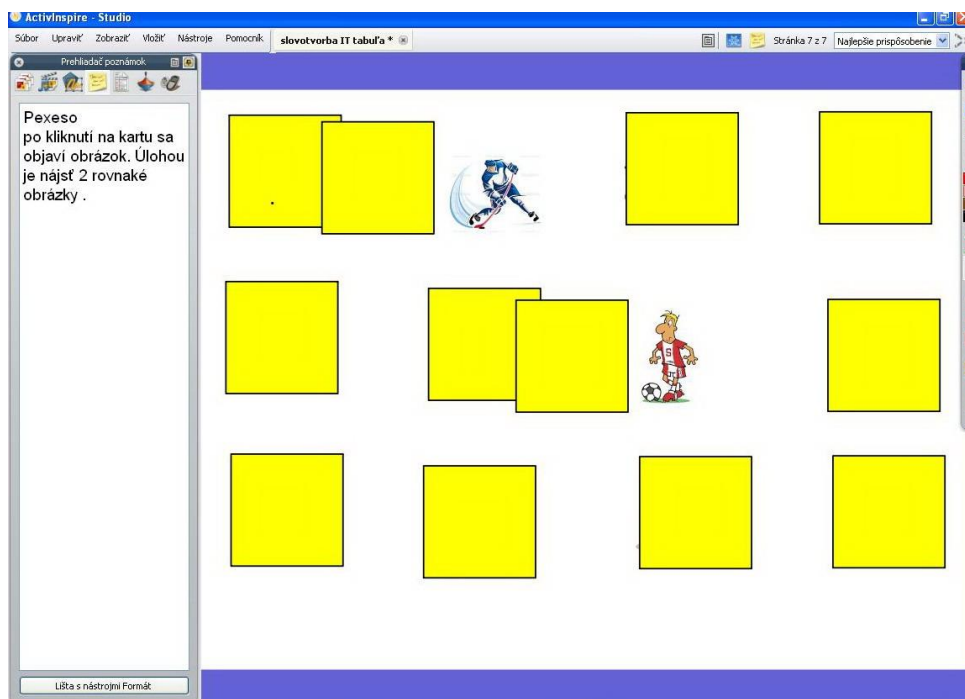 ActivInspire - Studio
Súbor Upraviť Zobraziť Vložiť Nástroje Pomocník slovotvorba IT tabuľa * Stránka 7 z 7 Najlepšie prispôsobenie
Prehliadač poznámok
Pexeso
po kliknutí na kartu sa
objaví obrázok. Úlohou
je nájsť 2 rovnaké
obrázky .
5
Lišta s nástrojmi Formát